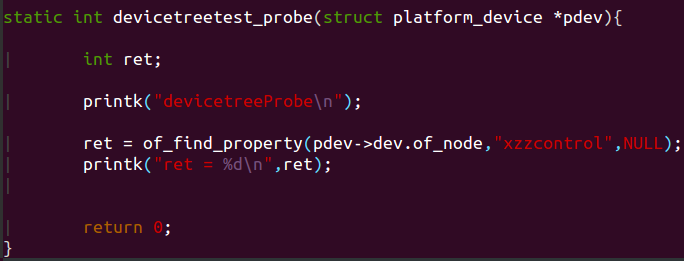 static int devicetreetest_probe(struct platform_device *pdev){
int ret;
printk("devicetreeProbe\n");
ret = of_find_property(pdev->dev.of_node,"xzzcontrol",NULL);
printk("ret = %d\n",ret);
return 0;
}